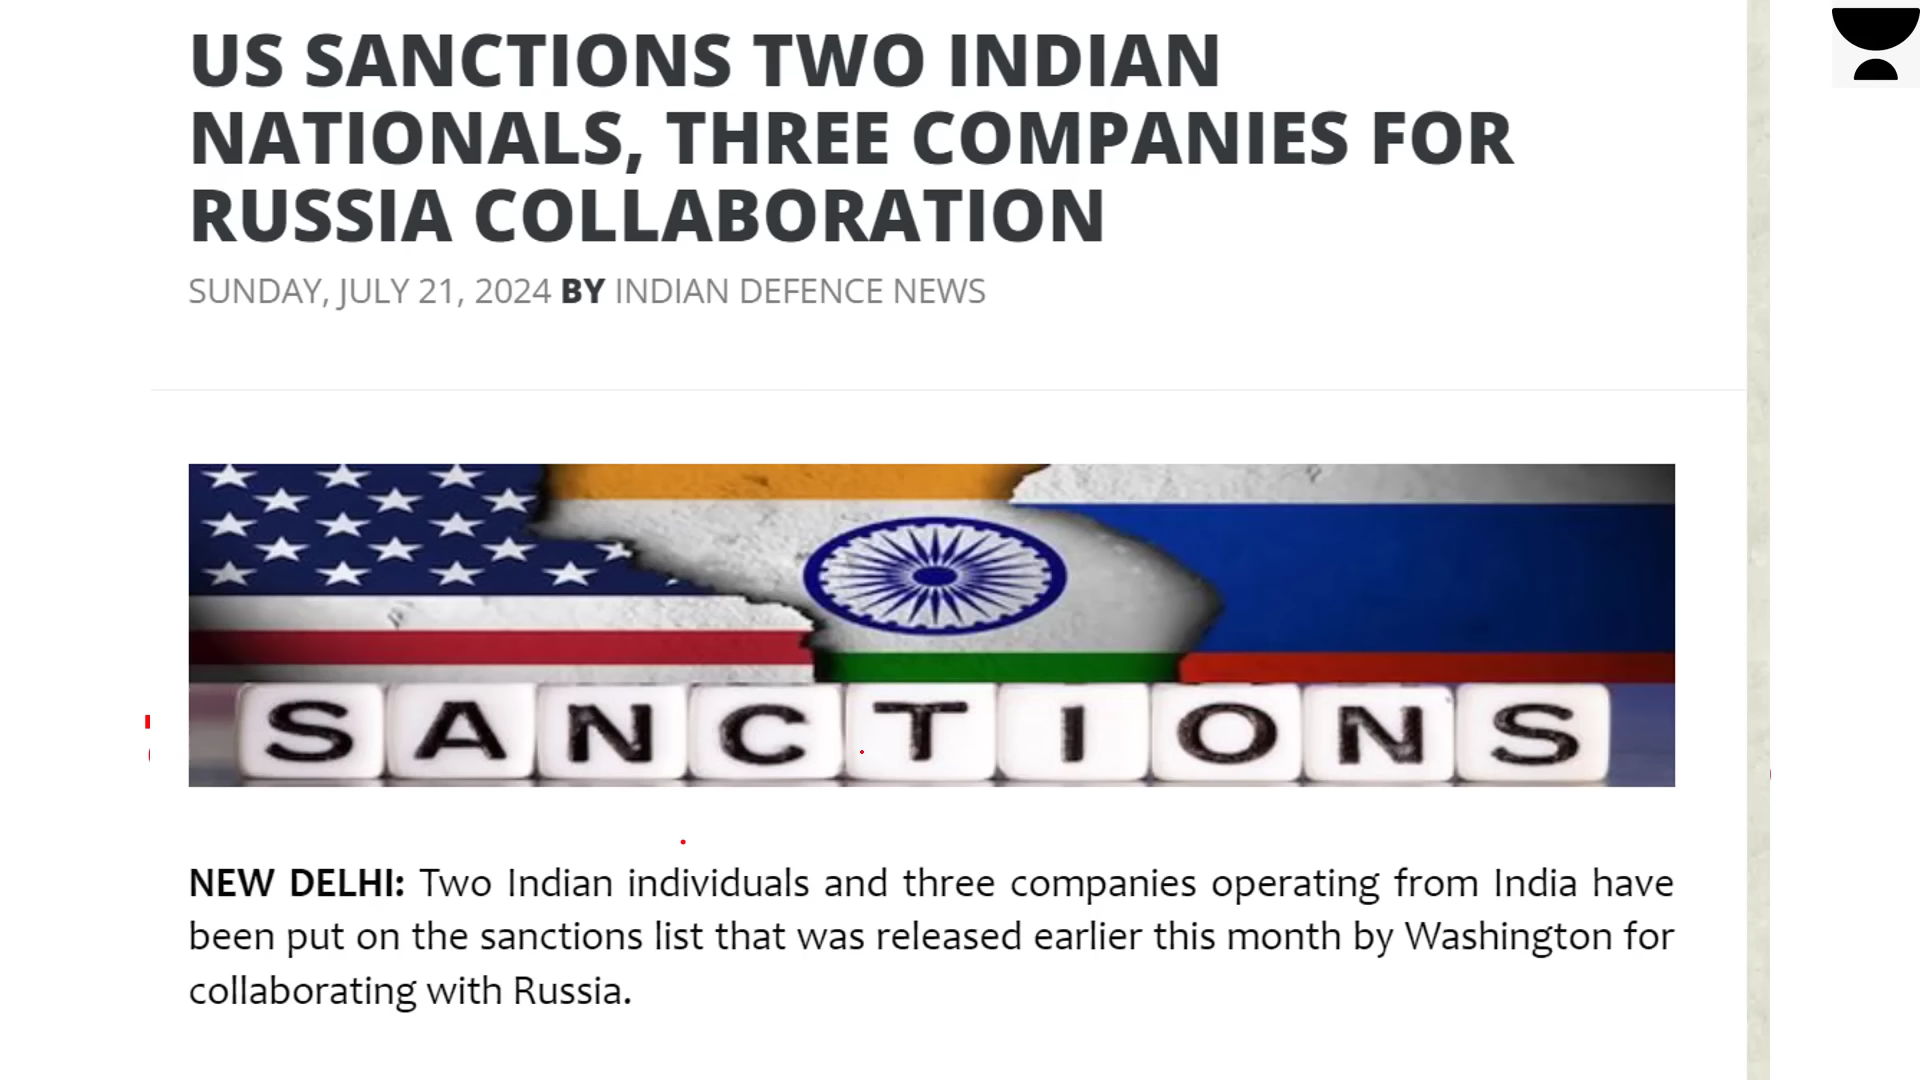 US SANCTIONS TWO INDIAN
NATIONALS, THREE COMPANIES FOR
RUSSIA COLLABORATION
SUNDAY, JULY 21, 2024 BY INDIAN DEFENCE NEWS
SANCTIONS
NEW DELHI: Two Indian individuals and three companies operating from India have
been put on the sanctions list that was released earlier this month by Washington for
collaborating with Russia.